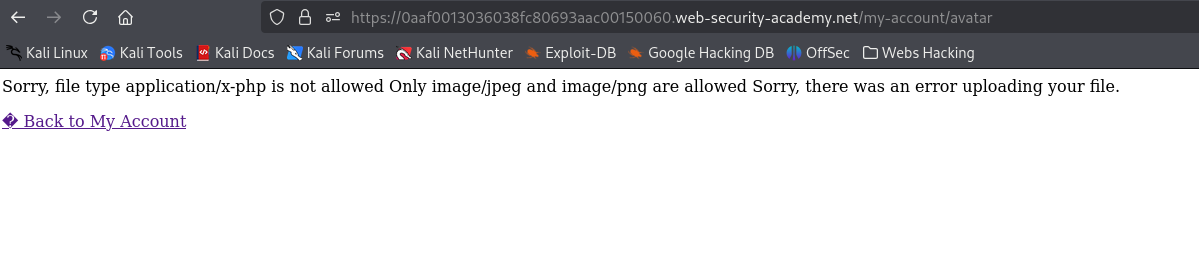 https://0aaf0013036038fc80693aac00150060.web-security-academy.net/my-account/avatar
Kali Linux Kali Tools Kali Docs Kali Forums Kali NetHunter Exploit-DB Google Hacking DB OffSec Webs Hacking
Sorry, file type application/x-php is not allowed Only image/jpeg and image/png are allowed Sorry, there was an error uploading your file.
� Back to My Account